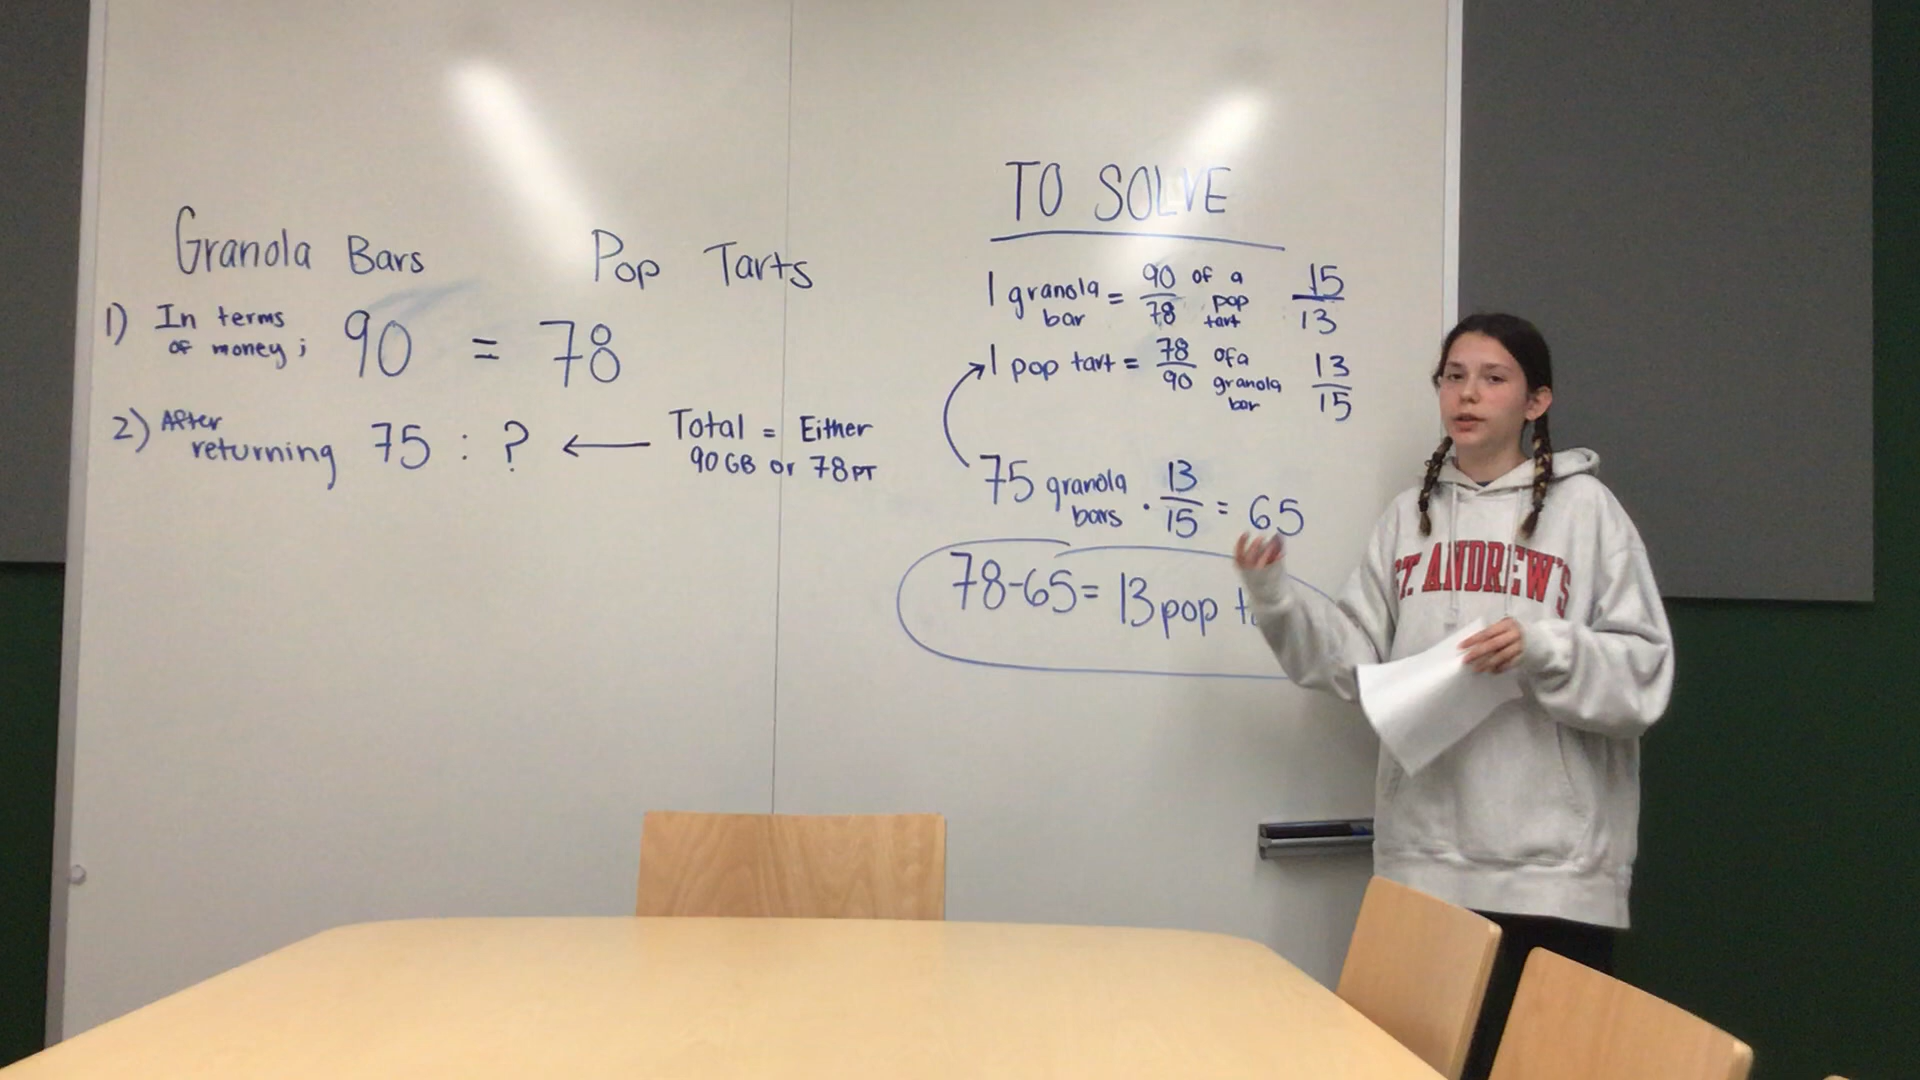 Granola Bars Pop Tarts
1) In terms of money; 90 = 78
2) After returning 75 : ? ← Total = Either
90 GB or 78 PT
TO SOLVE
1 granola bar = 90/78 of a pop tart 15/13
1 pop tart = 78/90 of a granola bar 13/15
75 granola bars · 13/15 = 65
78-65= 13 pop
ST. ANDREW'S